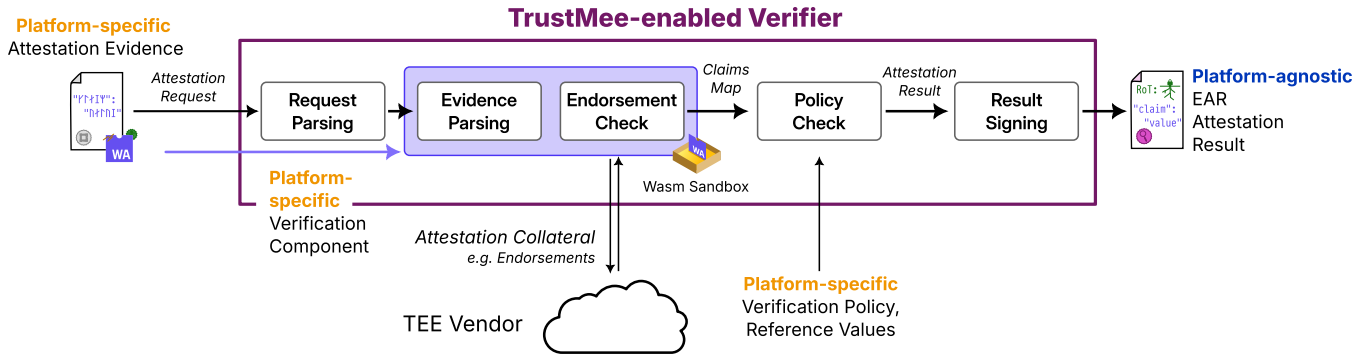 TrustMee-enabled Verifier
Platform-specific
Attestation Evidence
"ᚴᛚᛅᛁᛘ":
"ᚢᛅᛚᚢᛁ"
WA
Attestation
Request
Request
Parsing
Evidence
Parsing
Endorsement
Check
Claims
Map
WA
Wasm Sandbox
Policy
Check
Attestation
Result
Result
Signing
RoT:
"claim":
"value"
Platform-agnostic
EAR
Attestation
Result
Platform-
specific
Verification
Component
Attestation Collateral
e.g. Endorsements
TEE Vendor
Platform-specific
Verification Policy,
Reference Values